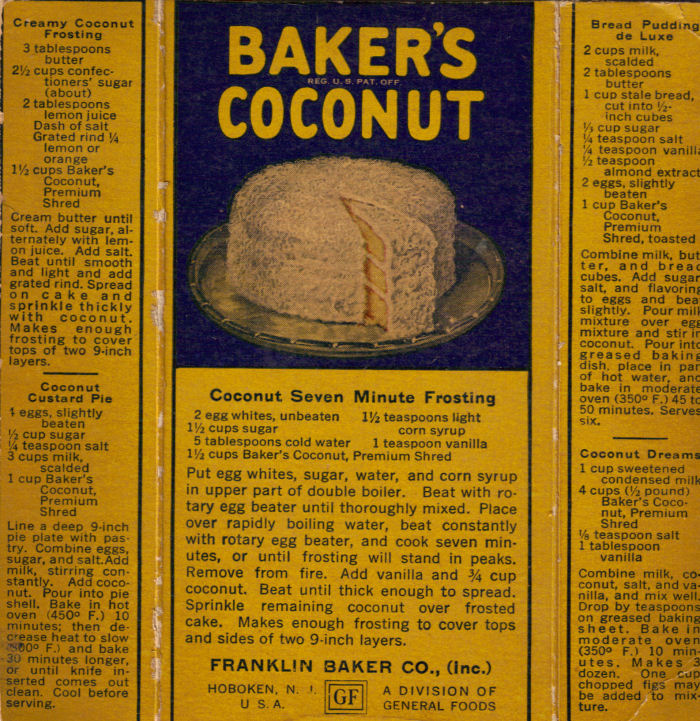 Creamy Coconut
Frosting
3 tablespoons
butter
2½ cups confec-
tioners' sugar
(about)
2 tablespoons
lemon juice
Dash of salt
Grated rind ¼
lemon or
orange
1½ cups Baker's
Coconut,
Premium
Shred
Cream butter until
soft. Add sugar, al-
ternately with lem-
on juice. Add salt.
Beat until smooth
and light and add
grated rind. Spread
on cake and
sprinkle thickly
with coconut.
Makes enough
frosting to cover
tops of two 9-inch
layers.
Coconut
Custard Pie
4 eggs, slightly
beaten
½ cup sugar
¼ teaspoon salt
3 cups milk,
scalded
1 cup Baker's
Coconut,
Premium
Shred
Line a deep 9-inch
pie plate with pas-
try. Combine eggs,
sugar, and salt. Add
milk, stirring con-
stantly. Add coco-
nut. Pour into pie
shell. Bake in hot
oven (450º F.) 10
minutes; then de-
crease heat to slow
(300º F.) and bake
30 minutes longer,
or until knife in-
serted comes out
clean. Cool before
serving.
BAKER'S
REG. U. S. PAT. OFF.
COCONUT
Coconut Seven Minute Frosting
2 egg whites, unbeaten 1½ teaspoons light
1½ cups sugar corn syrup
5 tablespoons cold water 1 teaspoon vanilla
1½ cups Baker's Coconut, Premium Shred
Put egg whites, sugar, water, and corn syrup
in upper part of double boiler. Beat with ro-
tary egg beater until thoroughly mixed. Place
over rapidly boiling water, beat constantly
with rotary egg beater, and cook seven min-
utes, or until frosting will stand in peaks.
Remove from fire. Add vanilla and ¾ cup
coconut. Beat until thick enough to spread.
Sprinkle remaining coconut over frosted
cake. Makes enough frosting to cover tops
and sides of two 9-inch layers.
FRANKLIN BAKER CO., (Inc.)
HOBOKEN, N. J.
U. S. A.
GF
A DIVISION OF
GENERAL FOODS
Bread Pudding
de Luxe
2 cups milk,
scalded
2 tablespoons
butter
1 cup stale bread,
cut into ½-
inch cubes
⅓ cup sugar
¼ teaspoon salt
¼ teaspoon vanilla
½ teaspoon
almond extract
2 eggs, slightly
beaten
1 cup Baker's
Coconut,
Premium
Shred, toasted
Combine milk, but-
ter, and bread
cubes. Add sugar,
salt, and flavoring
to eggs and beat
slightly. Pour milk
mixture over egg
mixture and stir in
coconut. Pour into
greased baking
dish, place in pan
of hot water, and
bake in moderate
oven (350º F.) 45 to
50 minutes. Serves
six.
Coconut Dreams
1 cup sweetened
condensed milk
4 cups (½ pound)
Baker's Coco-
nut, Premium
Shred
⅛ teaspoon salt
1 tablespoon
vanilla
Combine milk, co-
conut, salt, and va-
nilla, and mix well.
Drop by teaspoons
on greased baking
sheet. Bake in
moderate oven
(350º F.) 10 min-
utes. Makes 3
dozen. One cup
chopped figs may
be added to mix-
ture.